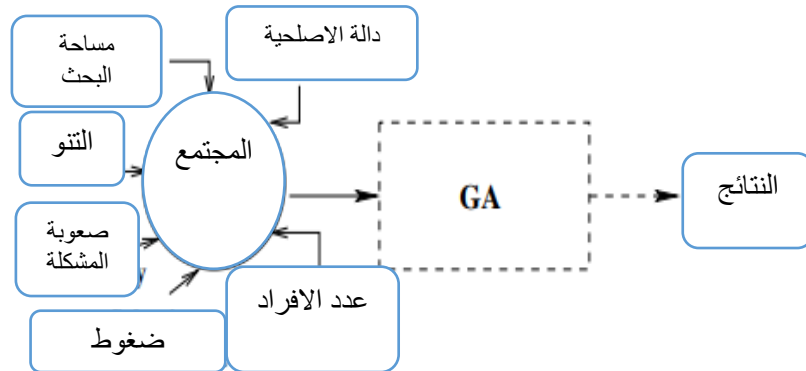 دالة الاصلحية
مساحة
البحث
التنو
المجتمع
GA
النتائج
صعوبة
المشكلة
عدد الافراد
ضغوط